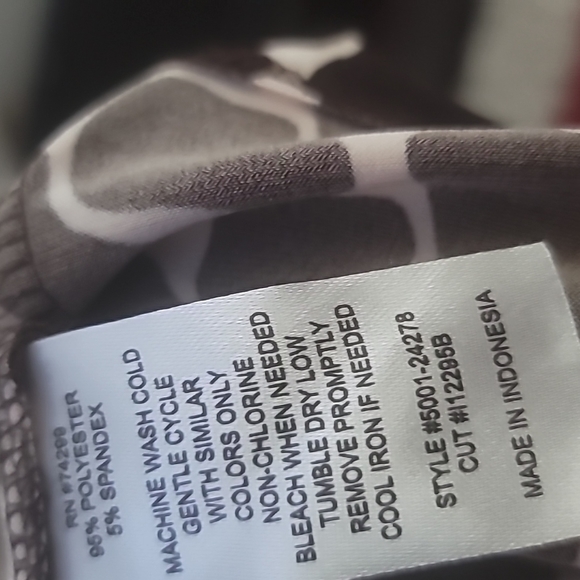 RN #74299
95% POLYESTER
5% SPANDEX
MACHINE WASH COLD
GENTLE CYCLE
WITH SIMILAR
COLORS ONLY
NON-CHLORINE
BLEACH WHEN NEEDED
TUMBLE DRY LOW
REMOVE PROMPTLY
COOL IRON IF NEEDED
STYLE #5001-24278
CUT #I12285B
MADE IN INDONESIA